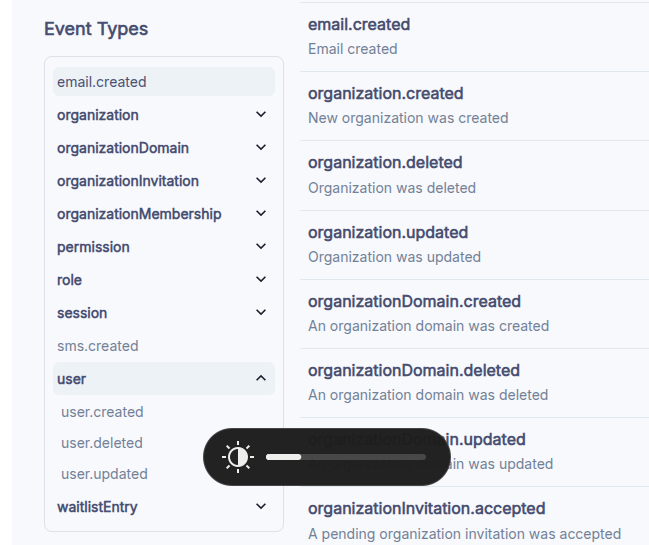 Event Types
email.created
organization
organizationDomain
organizationInvitation
organizationMembership
permission
role
session
sms.created
user
user.created
user.deleted
user.updated
waitlistEntry
email.created
Email created
organization.created
New organization was created
organization.deleted
Organization was deleted
organization.updated
Organization was updated
organizationDomain.created
An organization domain was created
organizationDomain.deleted
An organization domain was deleted
organizationDomain.updated
in was updated
organizationInvitation.accepted
A pending organization invitation was accepted